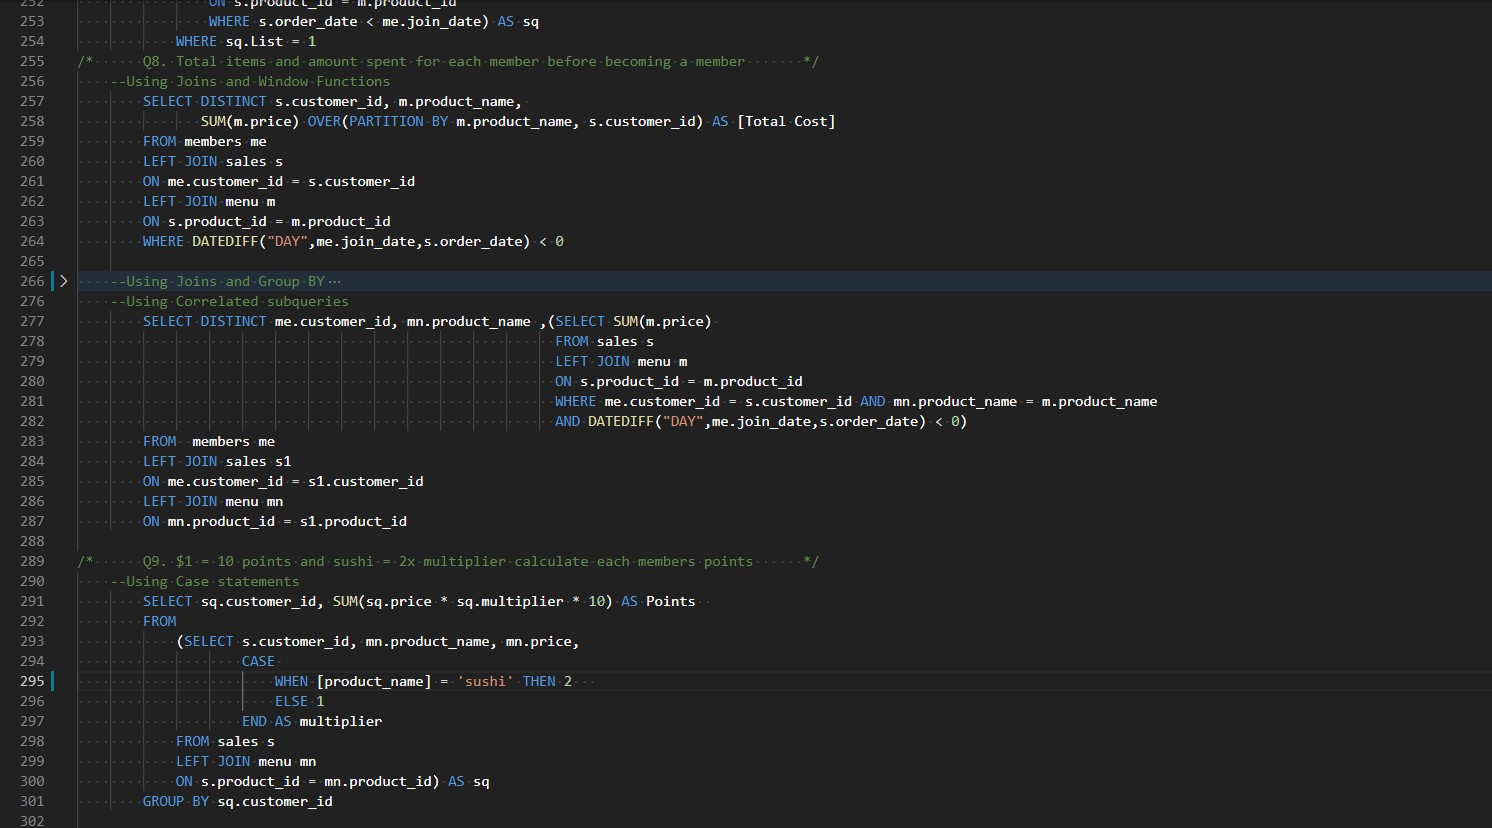 252 ON s.product_id = m.product_id
253 WHERE s.order_date < me.join_date) AS sq
254 WHERE sq.List = 1
255 /* Q8. Total items and amount spent for each member before becoming a member */
256 --Using Joins and Window Functions
257 SELECT DISTINCT s.customer_id, m.product_name,
258 SUM(m.price) OVER(PARTITION BY m.product_name, s.customer_id) AS [Total Cost]
259 FROM members me
260 LEFT JOIN sales s
261 ON me.customer_id = s.customer_id
262 LEFT JOIN menu m
263 ON s.product_id = m.product_id
264 WHERE DATEDIFF("DAY",me.join_date,s.order_date) < 0
265
266 --Using Joins and Group BY ···
276 --Using Correlated subqueries
277 SELECT DISTINCT me.customer_id, mn.product_name ,(SELECT SUM(m.price)
278 FROM sales s
279 LEFT JOIN menu m
280 ON s.product_id = m.product_id
281 WHERE me.customer_id = s.customer_id AND mn.product_name = m.product_name
282 AND DATEDIFF("DAY",me.join_date,s.order_date) < 0)
283 FROM  members me
284 LEFT JOIN sales s1
285 ON me.customer_id = s1.customer_id
286 LEFT JOIN menu mn
287 ON mn.product_id = s1.product_id
288
289 /* Q9. $1 = 10 points and sushi = 2x multiplier calculate each members points */
290 --Using Case statements
291 SELECT sq.customer_id, SUM(sq.price * sq.multiplier * 10) AS Points
292 FROM
293 (SELECT s.customer_id, mn.product_name, mn.price,
294 CASE
295 WHEN [product_name] = 'sushi' THEN 2
296 ELSE 1
297 END AS multiplier
298 FROM sales s
299 LEFT JOIN menu mn
300 ON s.product_id = mn.product_id) AS sq
301 GROUP BY sq.customer_id
302